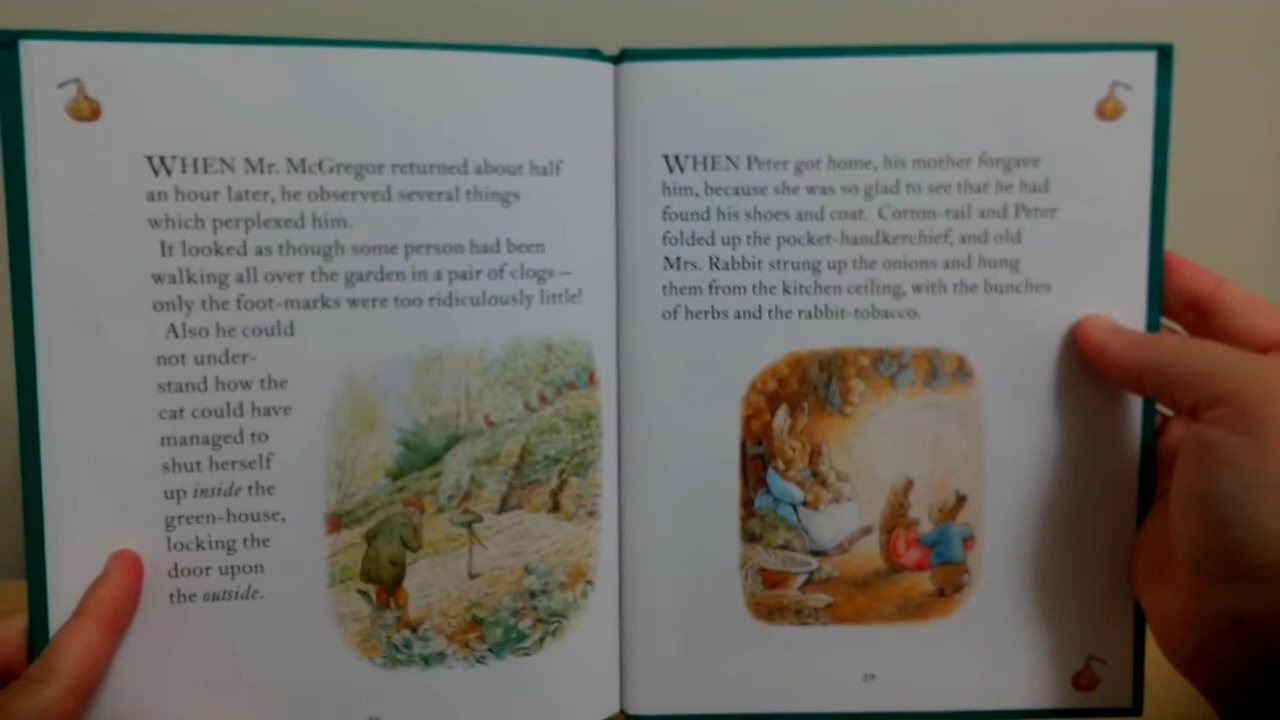 WHEN Mr. McGregor returned about half
an hour later, he observed several things
which perplexed him.
It looked as though some person had been
walking all over the garden in a pair of clogs –
only the foot-marks were too ridiculously little!
Also he could
not under-
stand how the
cat could have
managed to
shut herself
up inside the
green-house,
locking the
door upon
the outside.
WHEN Peter got home, his mother forgave
him, because she was so glad to see that he had
found his shoes and coat. Cotton-tail and Peter
folded up the pocket-handkerchief, and old
Mrs. Rabbit strung up the onions and hung
them from the kitchen ceiling, with the bunches
of herbs and the rabbit-tobacco.
29